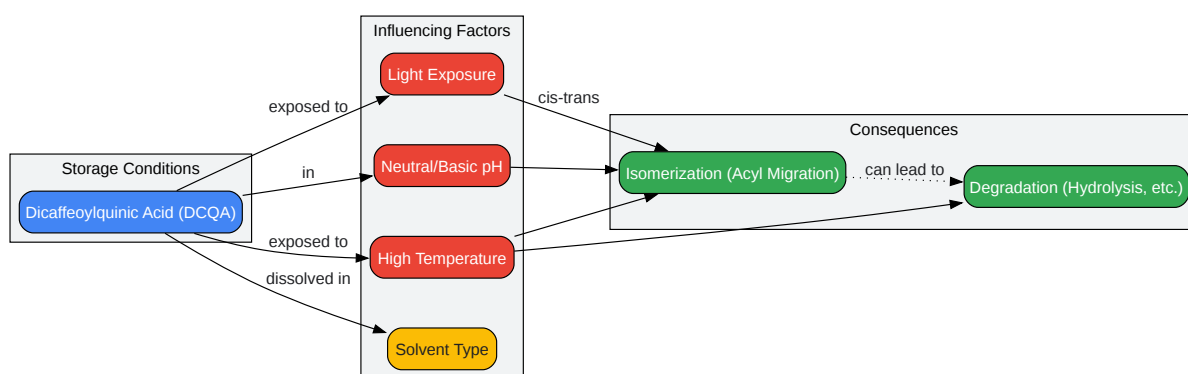 Influencing Factors
Light Exposure
exposed to
cis-trans
Consequences
Storage Conditions
in
Neutral/Basic pH
Isomerization (Acyl Migration)
can lead to
Degradation (Hydrolysis, etc.)
Dicaffeoylquinic Acid (DCQA)
exposed to
High Temperature
dissolved in
Solvent Type